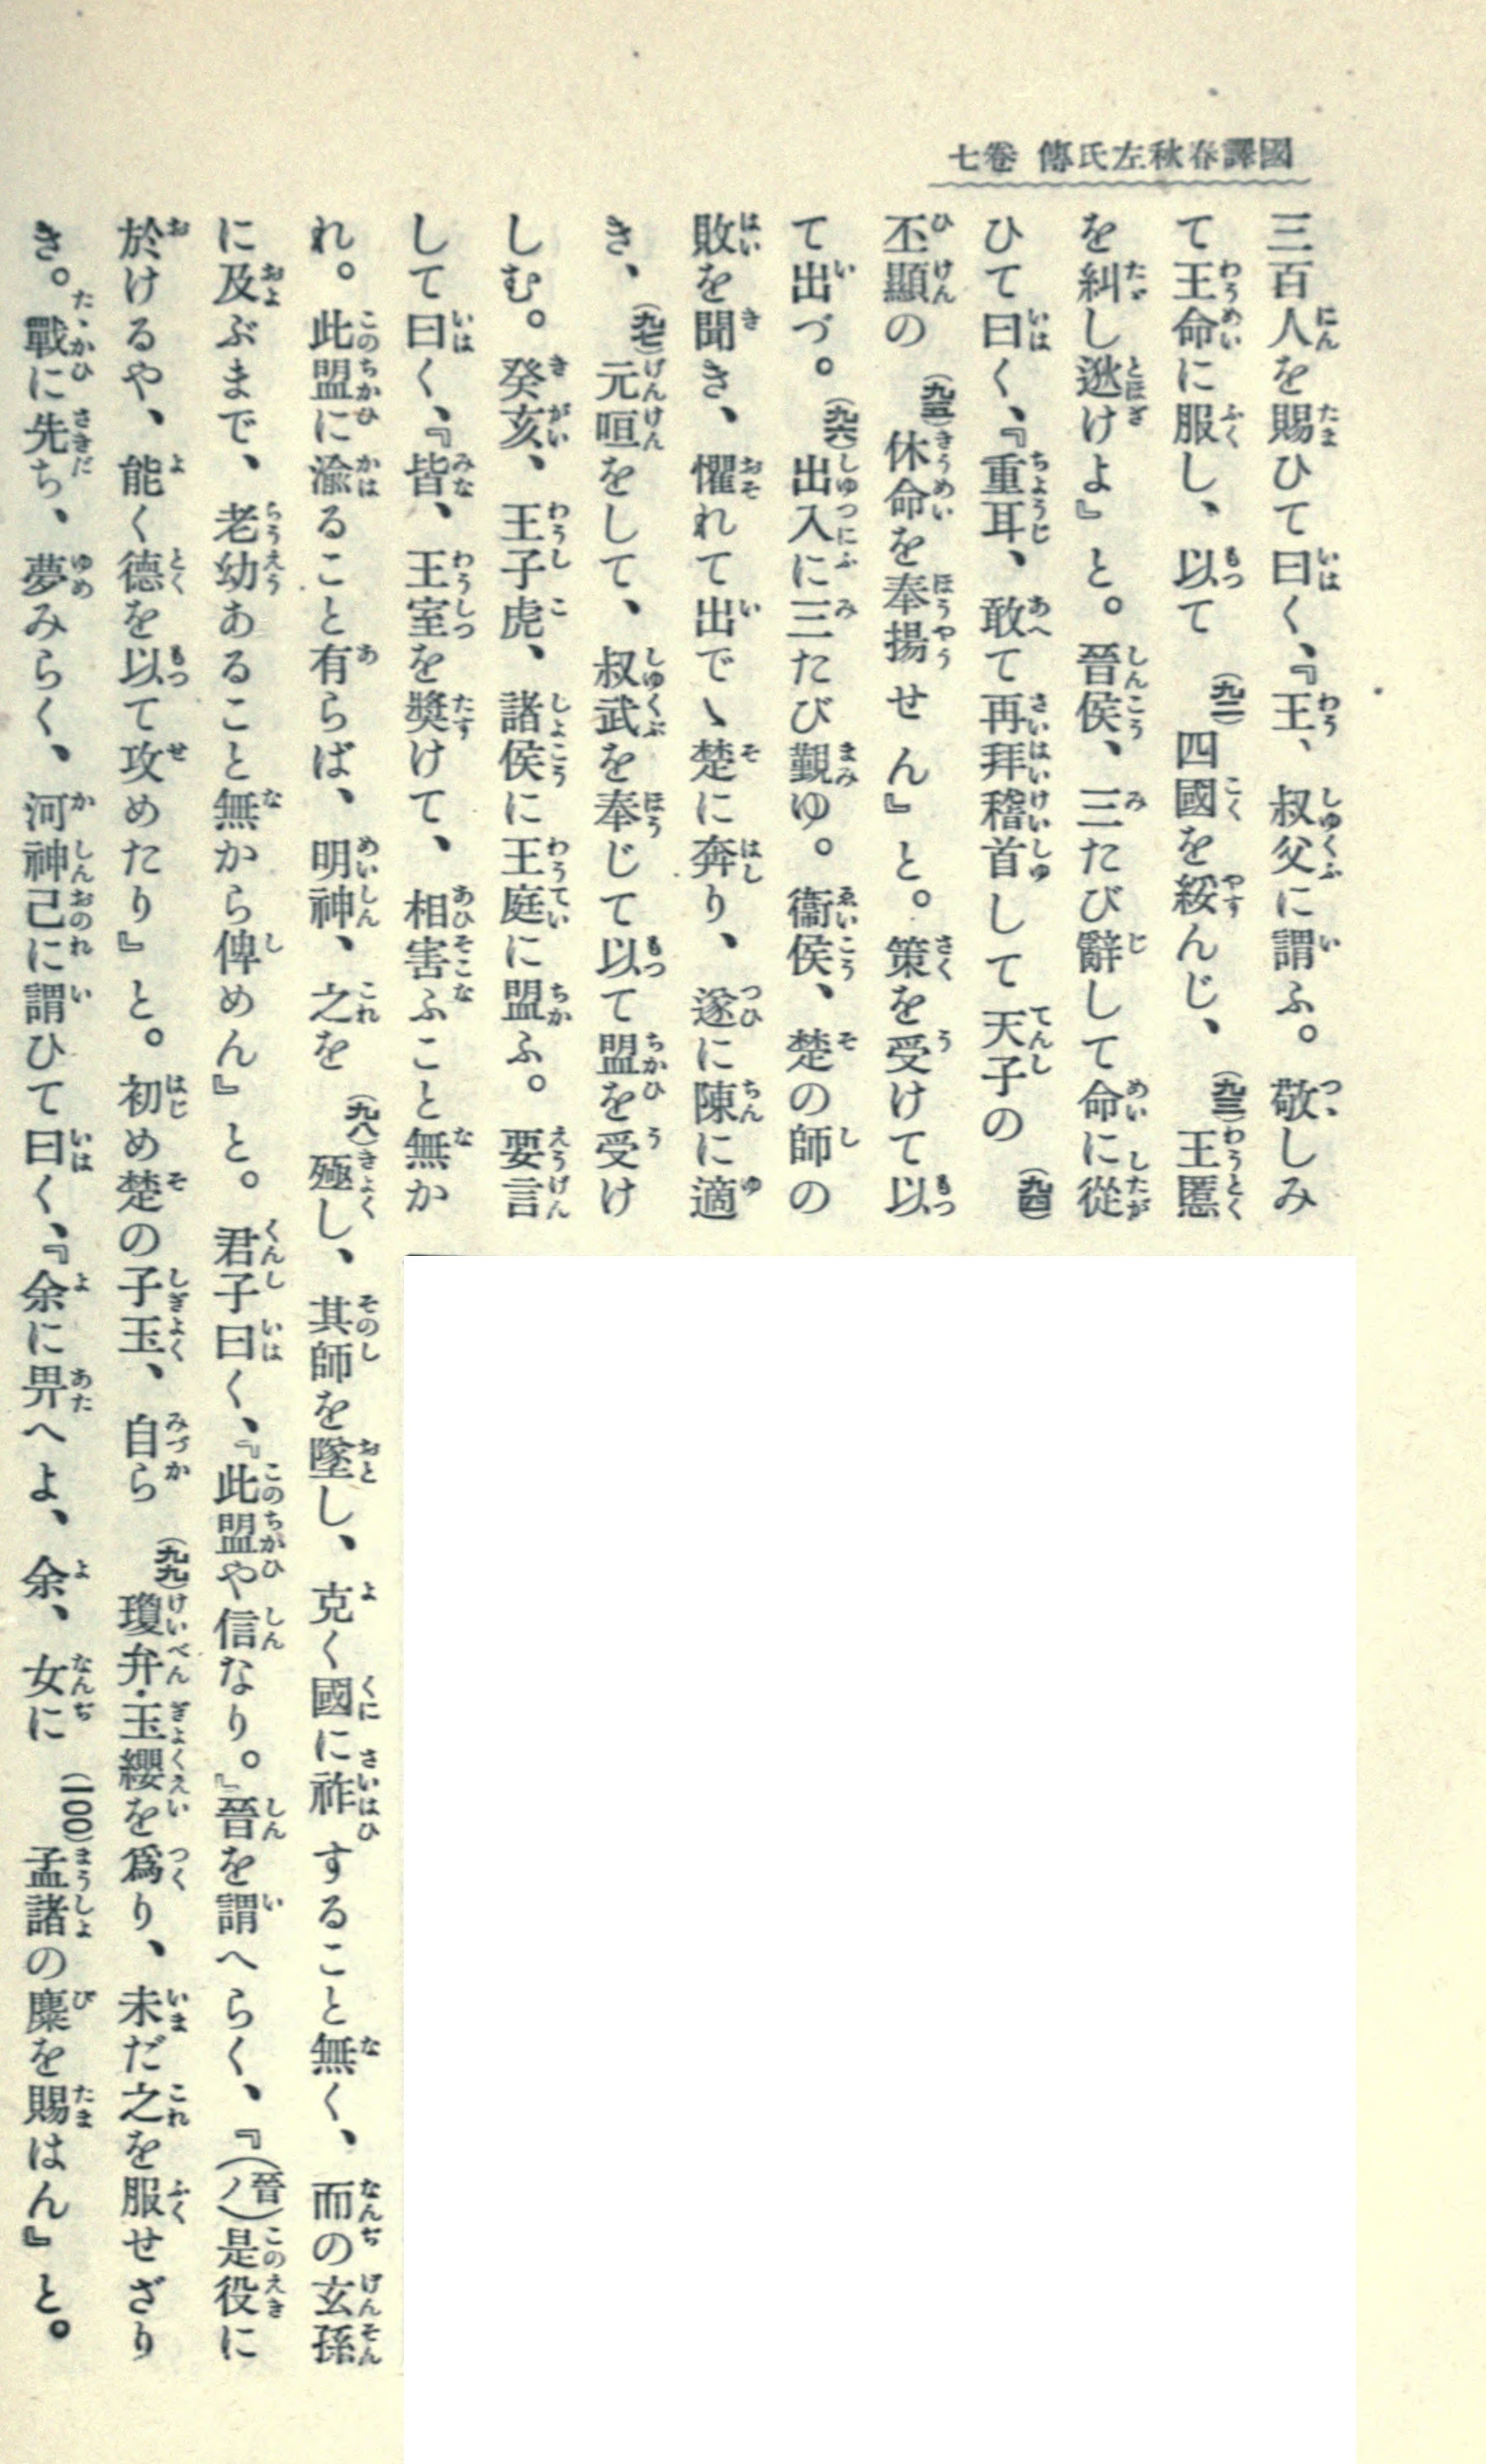 國譯春秋左氏傳 卷七
三百人を賜ひて曰く、『王、叔父に謂ふ。敬しみ
て王命に服し、以て(九二)四國を綏んじ、(九三)王慝
を糾し逖けよ』と。晉侯、三たび辭して命に從
ひて曰く、『重耳、敢て再拜稽首して天子の(九四)
丕顯の(九五)休命を奉揚せん』と。策を受けて以
て出づ。(九六)出入に三たび覲ゆ。衞侯、楚の師の
敗を聞き、懼れて出でゝ楚に奔り、遂に陳に適
き、(九七)元咺をして、叔武を奉じて以て盟を受け
しむ。癸亥、王子虎、諸侯に王庭に盟ふ。要言
して曰く、『皆、王室を奬けて、相害ふこと無か
れ。此盟に渝ること有らば、明神、之を(九八)殛し、其師を墜し、克く國に祚すること無く、而の玄孫
に及ぶまで、老幼あること無から俾めん』と。君子曰く、『此盟や信なり。』晉を謂へらく、『(晉ノ)是役に
於けるや、能く德を以て攻めたり』と。初め楚の子玉、自ら(九九)瓊弁・玉纓を爲り、未だ之を服せざり
き。戰に先ち、夢みらく、河神己に謂ひて曰く、『余に畀へよ、余、女に(一〇〇)孟諸の麋を賜はん』と。